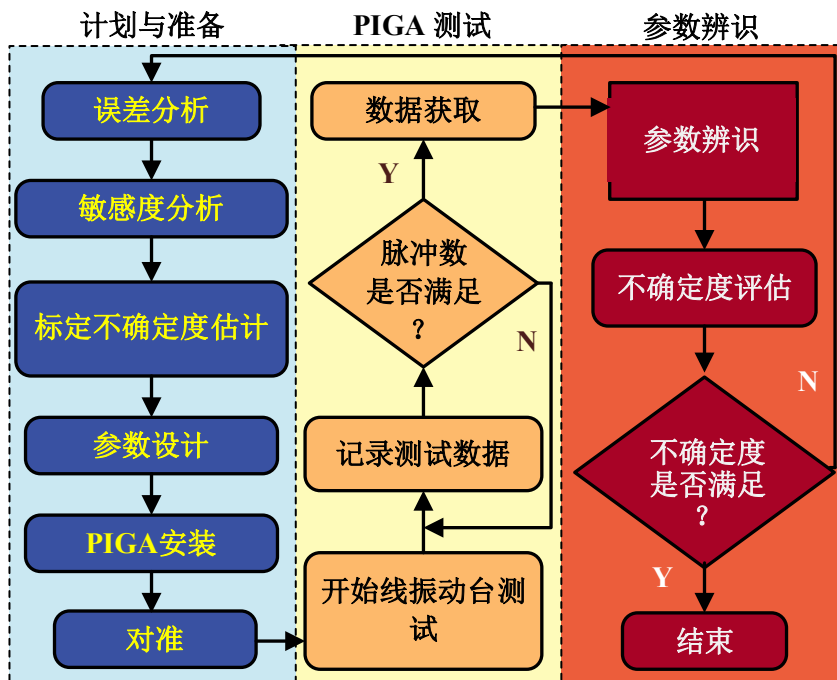 计划与准备
误差分析
敏感度分析
标定不确定度估计
参数设计
PIGA安装
对准
PIGA 测试
数据获取
Y
脉冲数
是否满足
？
N
记录测试数据
开始线振动台测
试
参数辨识
参数辨识
不确定度评估
N
不确定度
是否满足
？
Y
结束